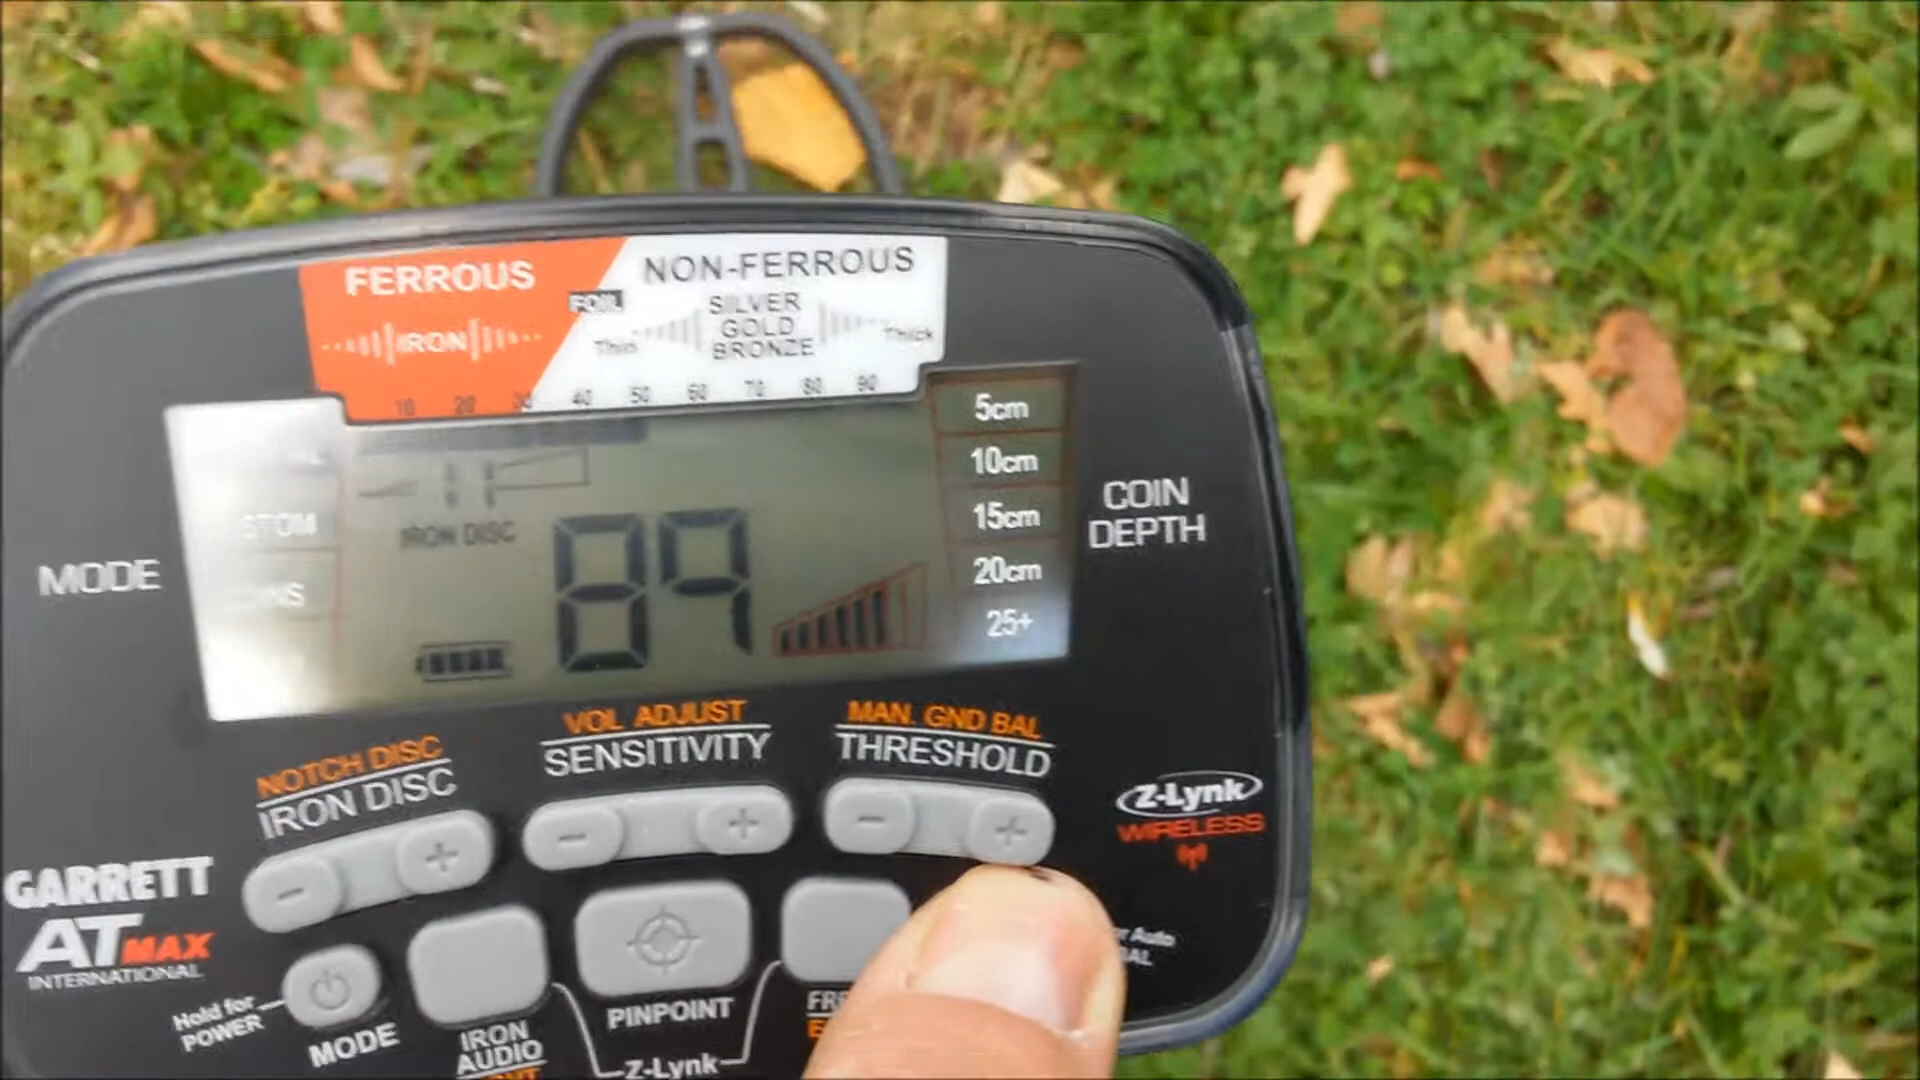 FERROUS
NON-FERROUS
FOIL
SILVER
IRON
GOLD
Thin
Thick
BRONZE
10 20 30 40 50 60 70 80 90
5cm
10cm
15cm
20cm
25+
COIN
DEPTH
MODE
IRON DISC
89
VOL ADJUST
SENSITIVITY
MAN. GND BAL
THRESHOLD
NOTCH DISC
IRON DISC
- +
- +
- +
Z-Lynk
WIRELESS
GARRETT
AT MAX
INTERNATIONAL
Hold for
POWER
MODE
IRON
AUDIO
PINPOINT
Z-Lynk
Auto